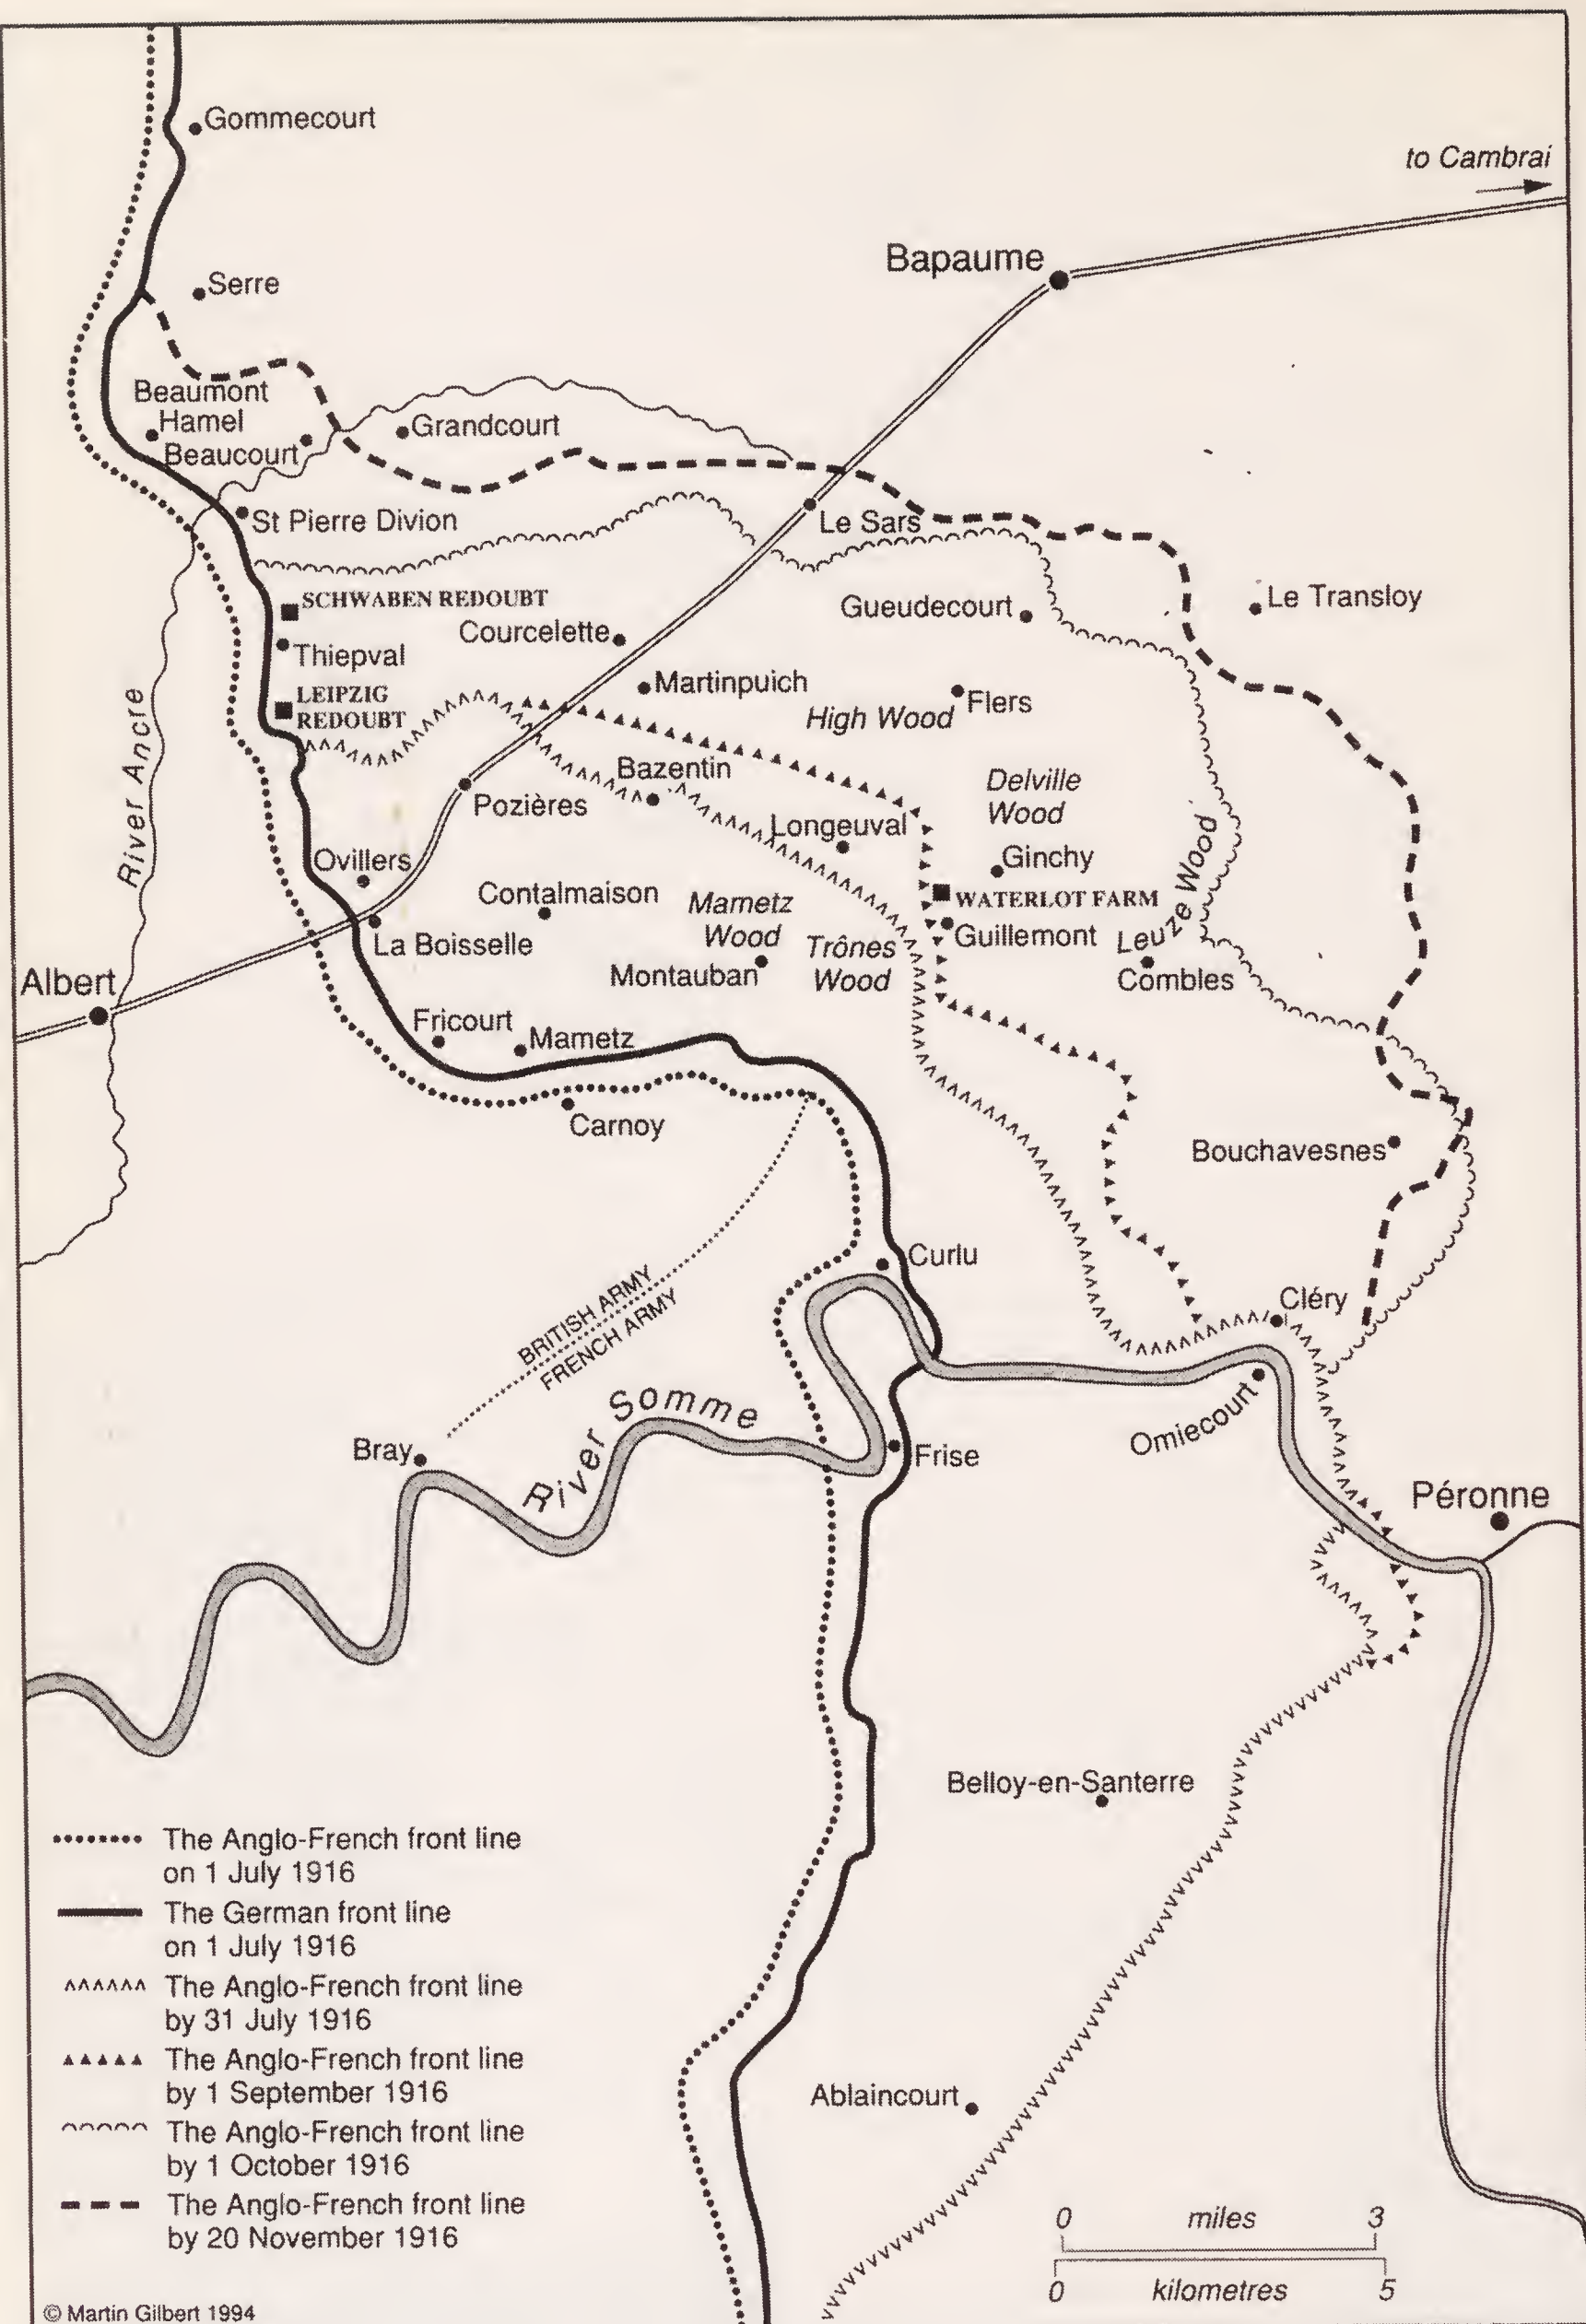 Gommecourt
to Cambrai
Bapaume
Serre
Beaumont
Hamel
Beaucourt
Grandcourt
St Pierre Divion
Le Sars
SCHWABEN REDOUBT
Courcelette
Gueudecourt
Le Transloy
Thiepval
LEIPZIG
REDOUBT
Martinpuich
High Wood
Flers
River Ancre
Bazentin
Delville
Wood
Pozières
Longeuval
Ovillers
Ginchy
Contalmaison
Mametz
Wood
WATERLOT FARM
Leuze Wood
La Boisselle
Trônes
Wood
Guillemont
Montauban
Combles
Albert
Fricourt
Mametz
Carnoy
Bouchavesnes
Curlu
BRITISH ARMY
FRENCH ARMY
Cléry
River Somme
Omiecourt
Bray
Frise
Péronne
Belloy-en-Santerre
Ablaincourt
The Anglo-French front line
on 1 July 1916
The German front line
on 1 July 1916
The Anglo-French front line
by 31 July 1916
The Anglo-French front line
by 1 September 1916
The Anglo-French front line
by 1 October 1916
The Anglo-French front line
by 20 November 1916
0 miles 3
0 kilometres 5
© Martin Gilbert 1994